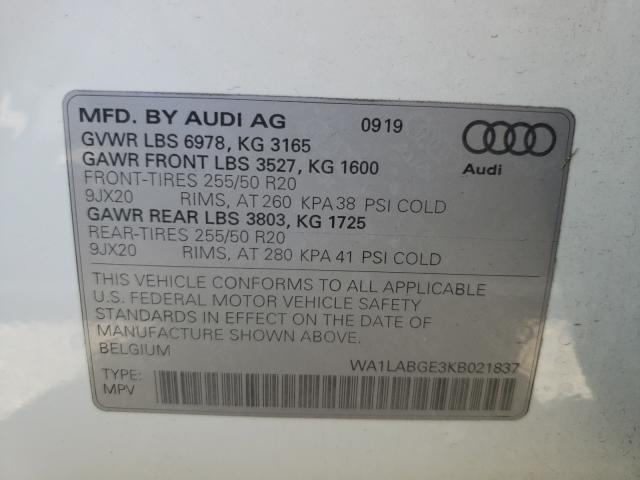 MFD. BY AUDI AG 0919
GVWR LBS 6978, KG 3165
GAWR FRONT LBS 3527, KG 1600
FRONT-TIRES 255/50 R20
9JX20 RIMS, AT 260 KPA 38 PSI COLD
GAWR REAR LBS 3803, KG 1725
REAR-TIRES 255/50 R20
9JX20 RIMS, AT 280 KPA 41 PSI COLD
Audi
THIS VEHICLE CONFORMS TO ALL APPLICABLE
U.S. FEDERAL MOTOR VEHICLE SAFETY
STANDARDS IN EFFECT ON THE DATE OF
MANUFACTURE SHOWN ABOVE.
BELGIUM WA1LABGE3KB021837
TYPE:
MPV